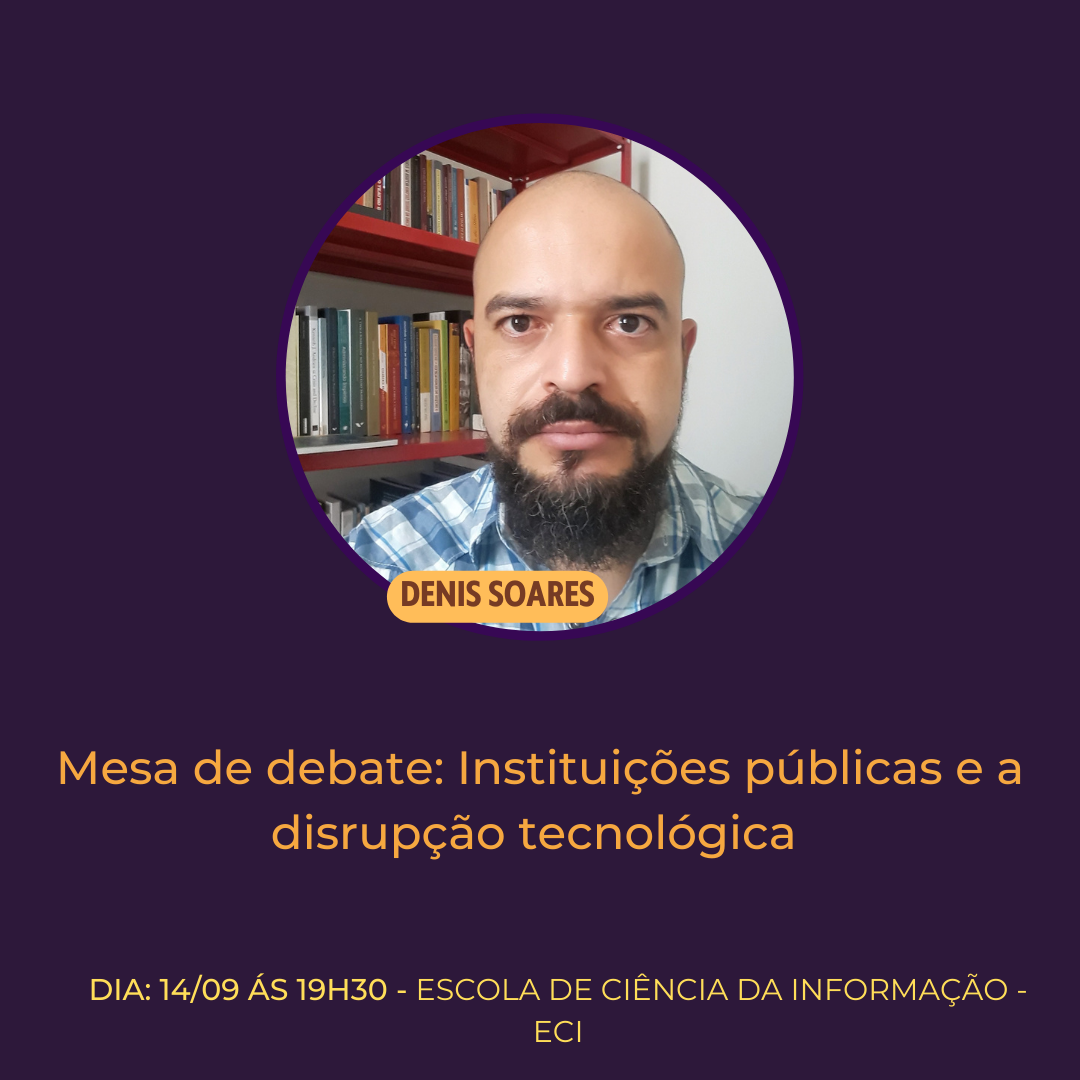 DENIS SOARES
Mesa de debate: Instituições públicas e a
disrupção tecnológica
DIA: 14/09 ÁS 19H30 - ESCOLA DE CIÊNCIA DA INFORMAÇÃO -
ECI